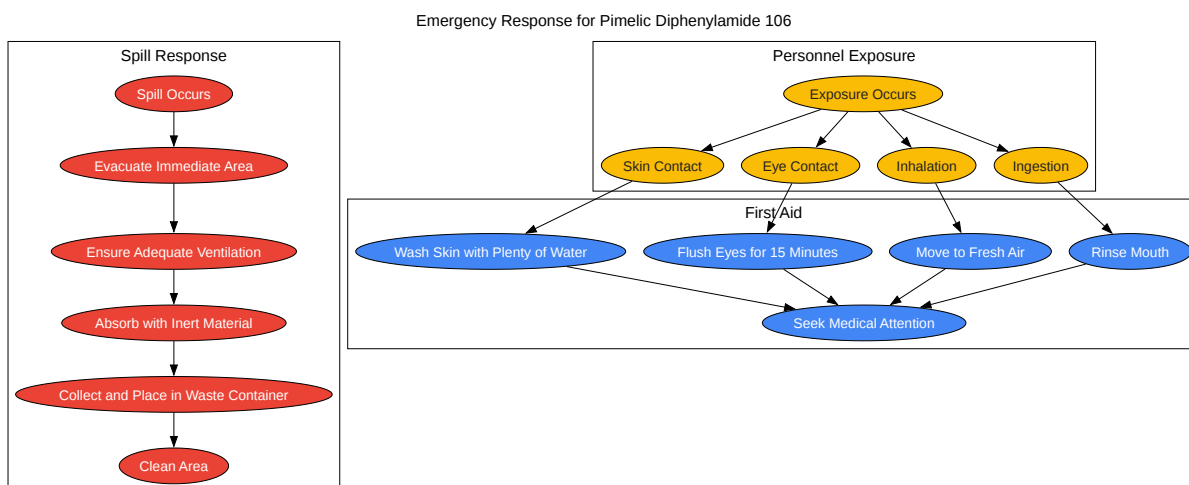 Emergency Response for Pimelic Diphenylamide 106
Spill Response
Spill Occurs
Evacuate Immediate Area
Ensure Adequate Ventilation
Absorb with Inert Material
Collect and Place in Waste Container
Clean Area
Personnel Exposure
Exposure Occurs
Skin Contact
Eye Contact
Inhalation
Ingestion
First Aid
Wash Skin with Plenty of Water
Flush Eyes for 15 Minutes
Move to Fresh Air
Rinse Mouth
Seek Medical Attention